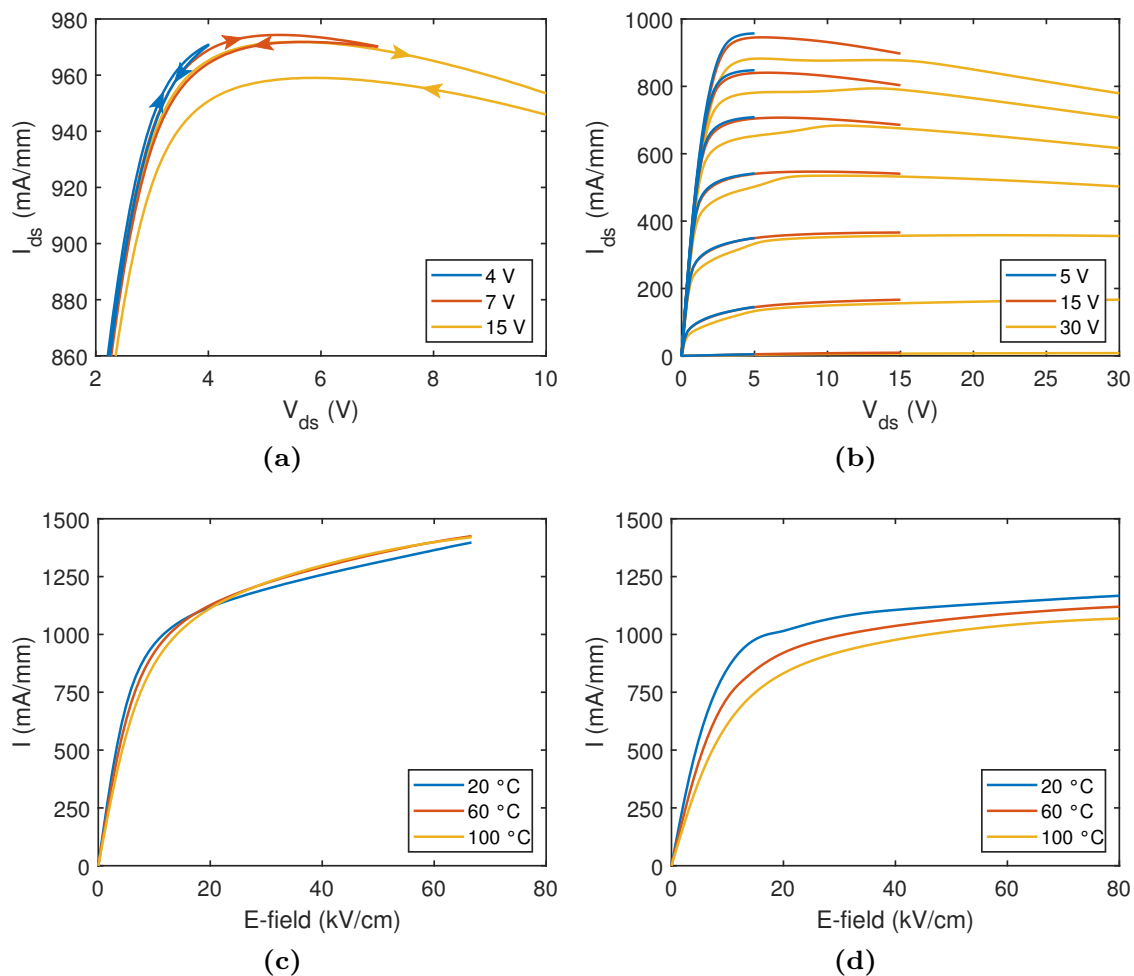 980
960
940
920
900
880
860
I_ds (mA/mm)
4 V
7 V
15 V
2
4
6
8
10
V_ds (V)
(a)
1000
800
600
400
200
0
I_ds (mA/mm)
5 V
15 V
30 V
0
5
10
15
20
25
30
V_ds (V)
(b)
1500
1250
1000
750
500
250
0
I (mA/mm)
20 °C
60 °C
100 °C
0
20
40
60
80
E-field (kV/cm)
(c)
1500
1250
1000
750
500
250
0
I (mA/mm)
20 °C
60 °C
100 °C
0
20
40
60
80
E-field (kV/cm)
(d)